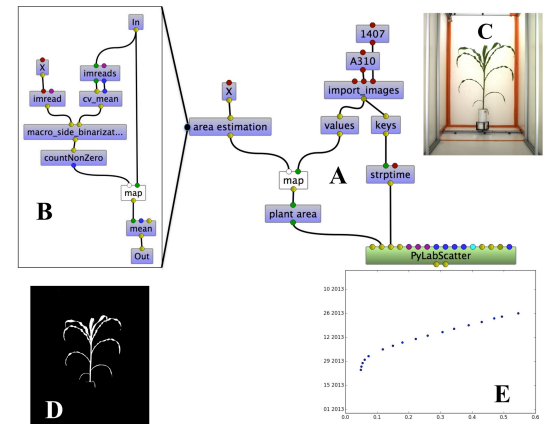 In
X
imreads
imread
cv_mean
macro_side_binarizat...
countNonZero
map
B
mean
Out
X
area estimation
1407
A310
import_images
values
keys
A
strptime
map
plant area
PyLabScatter
C
D
10 2013
26 2013
12 2013
29 2013
15 2013
01 2013
0.0
0.1
0.2
0.3
0.4
0.5
0.6
E